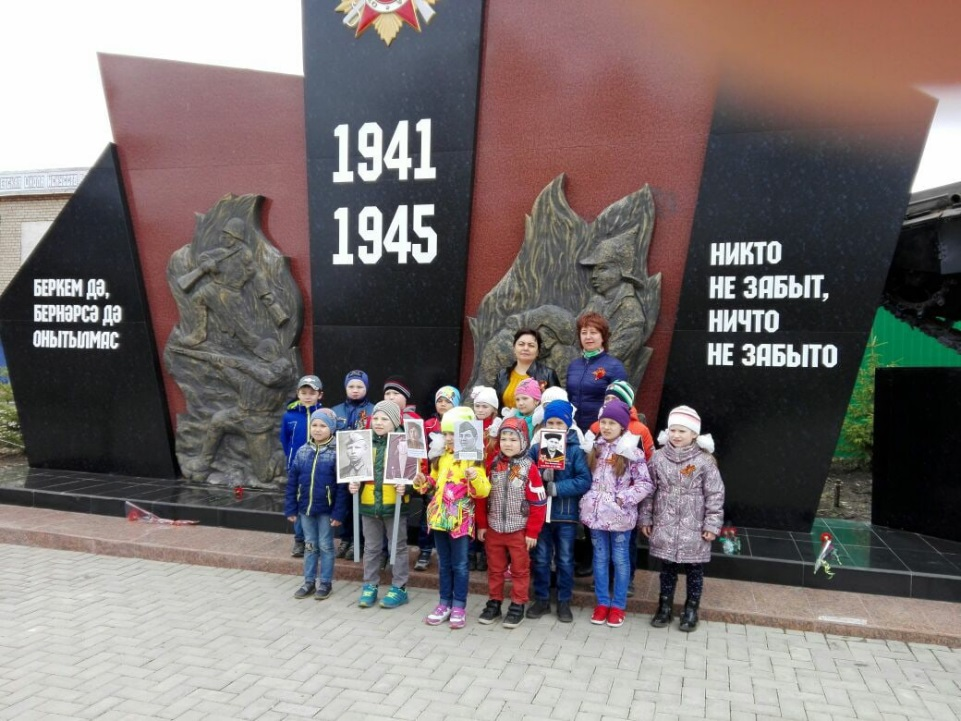 БЕРКЕМ ДӘ,
БЕРНӘРСӘ ДӘ
ОНЫТЫЛМАС
1941
1945
НИКТО
НЕ ЗАБЫТ,
НИЧТО
НЕ ЗАБЫТО